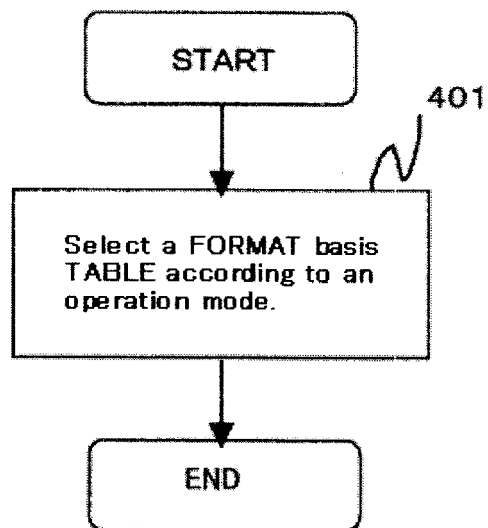 START
401
Select a FORMAT basis
TABLE according to an
operation mode.
END